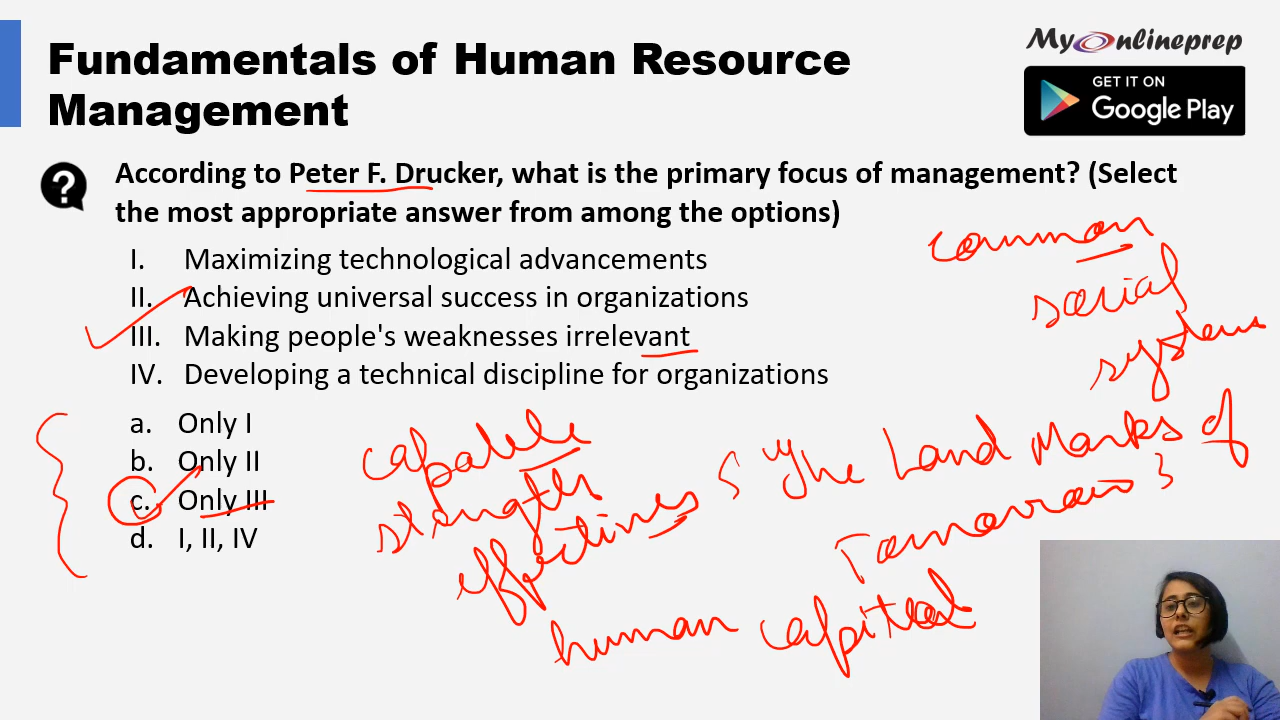 Fundamentals of Human Resource
Management
MyOnlineprep
GET IT ON
Google Play
According to Peter F. Drucker, what is the primary focus of management? (Select
the most appropriate answer from among the options)
I. Maximizing technological advancements
II. Achieving universal success in organizations
III. Making people's weaknesses irrelevant
IV. Developing a technical discipline for organizations
a. Only I
b. Only II
c. Only III
d. I, II, IV
common
social
system
capable
strength
effectives
"The Land Marks of
Tomorrow"
human capital